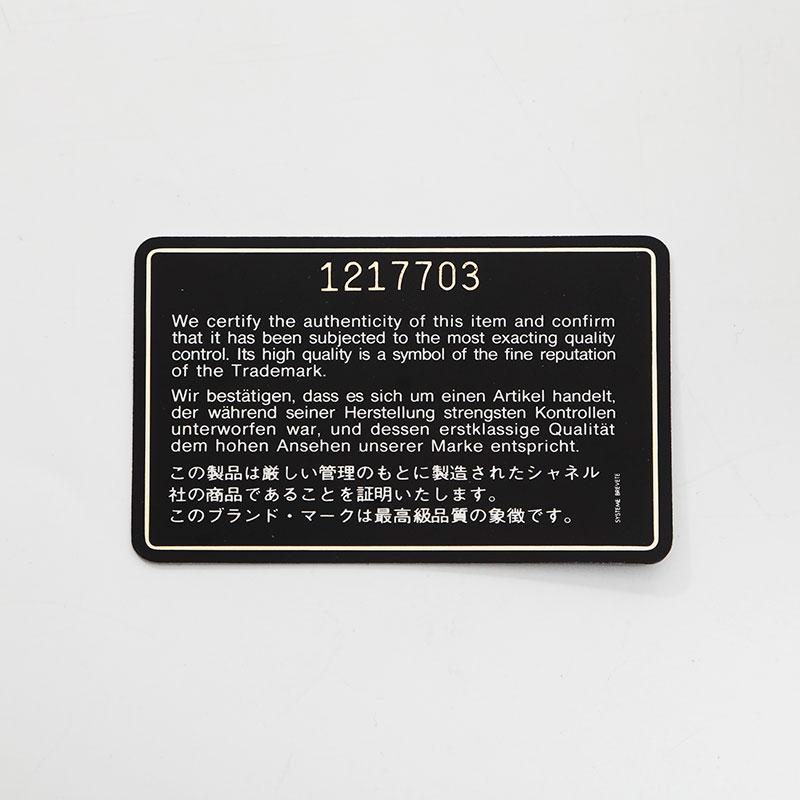 1217703
We certify the authenticity of this item and confirm
that it has been subjected to the most exacting quality
control. Its high quality is a symbol of the fine reputation
of the Trademark.
Wir bestätigen, dass es sich um einen Artikel handelt,
der während seiner Herstellung strengsten Kontrollen
unterworfen war, und dessen erstklassige Qualität
dem hohen Ansehen unserer Marke entspricht.
この製品は厳しい管理のもとに製造されたシャネル
社の商品であることを証明いたします。
このブランド・マークは最高級品質の象徴です。
SYSTEME BREVETE